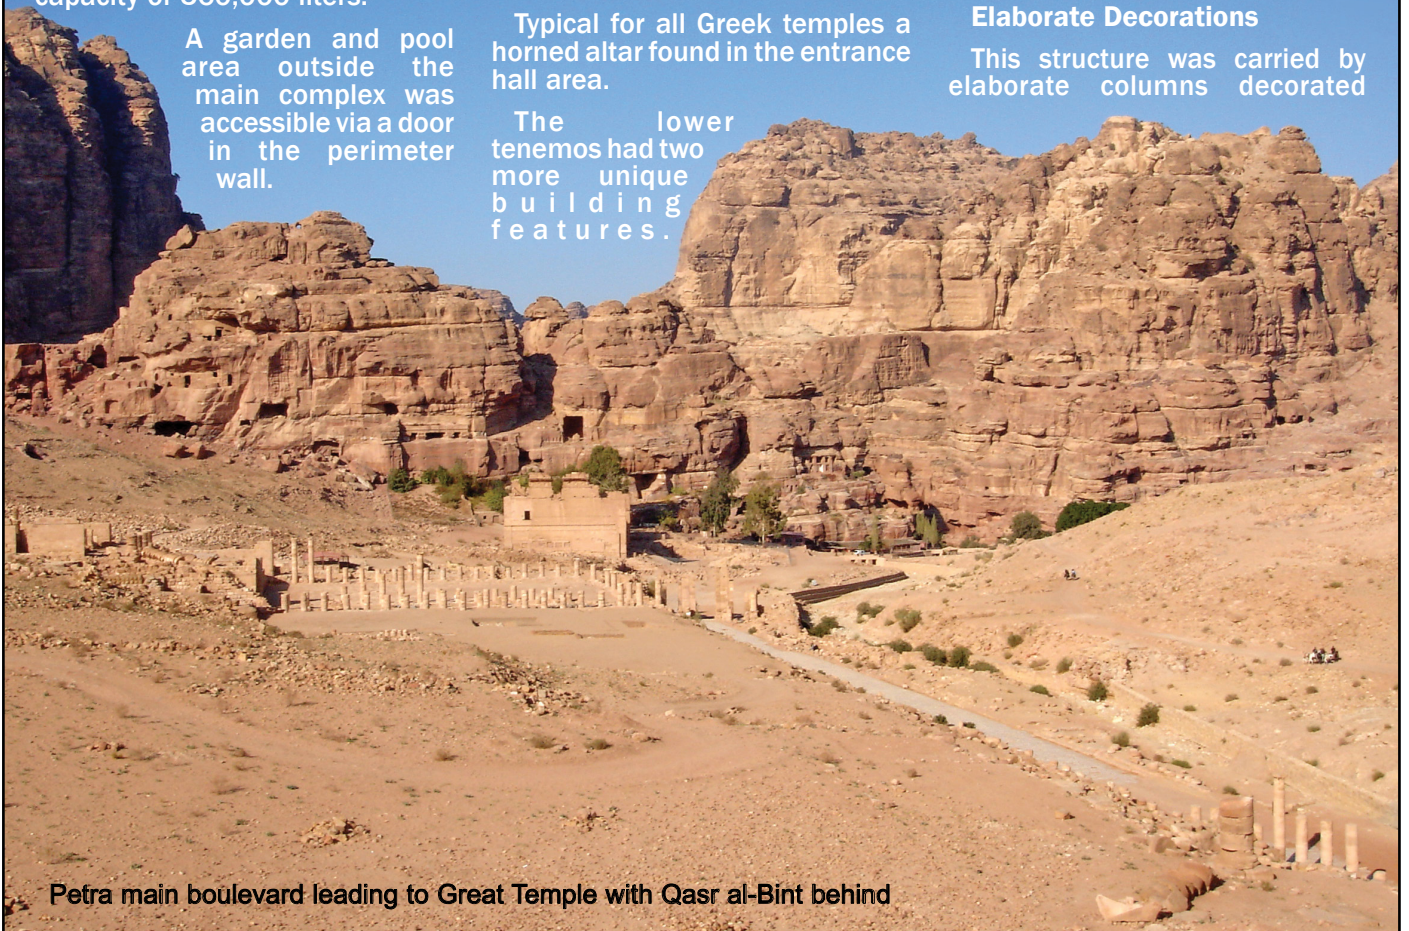 capacity of liters.
A garden and pool
area outside the
main complex was
accessible via a door
in the perimeter
wall.
Typical for all Greek temples a
horned altar found in the entrance
hall area.
The lower
tenemos had two
more unique
building
features.
Elaborate Decorations
This structure was carried by
elaborate columns decorated
Petra main boulevard leading to Great Temple with Qasr al-Bint behind